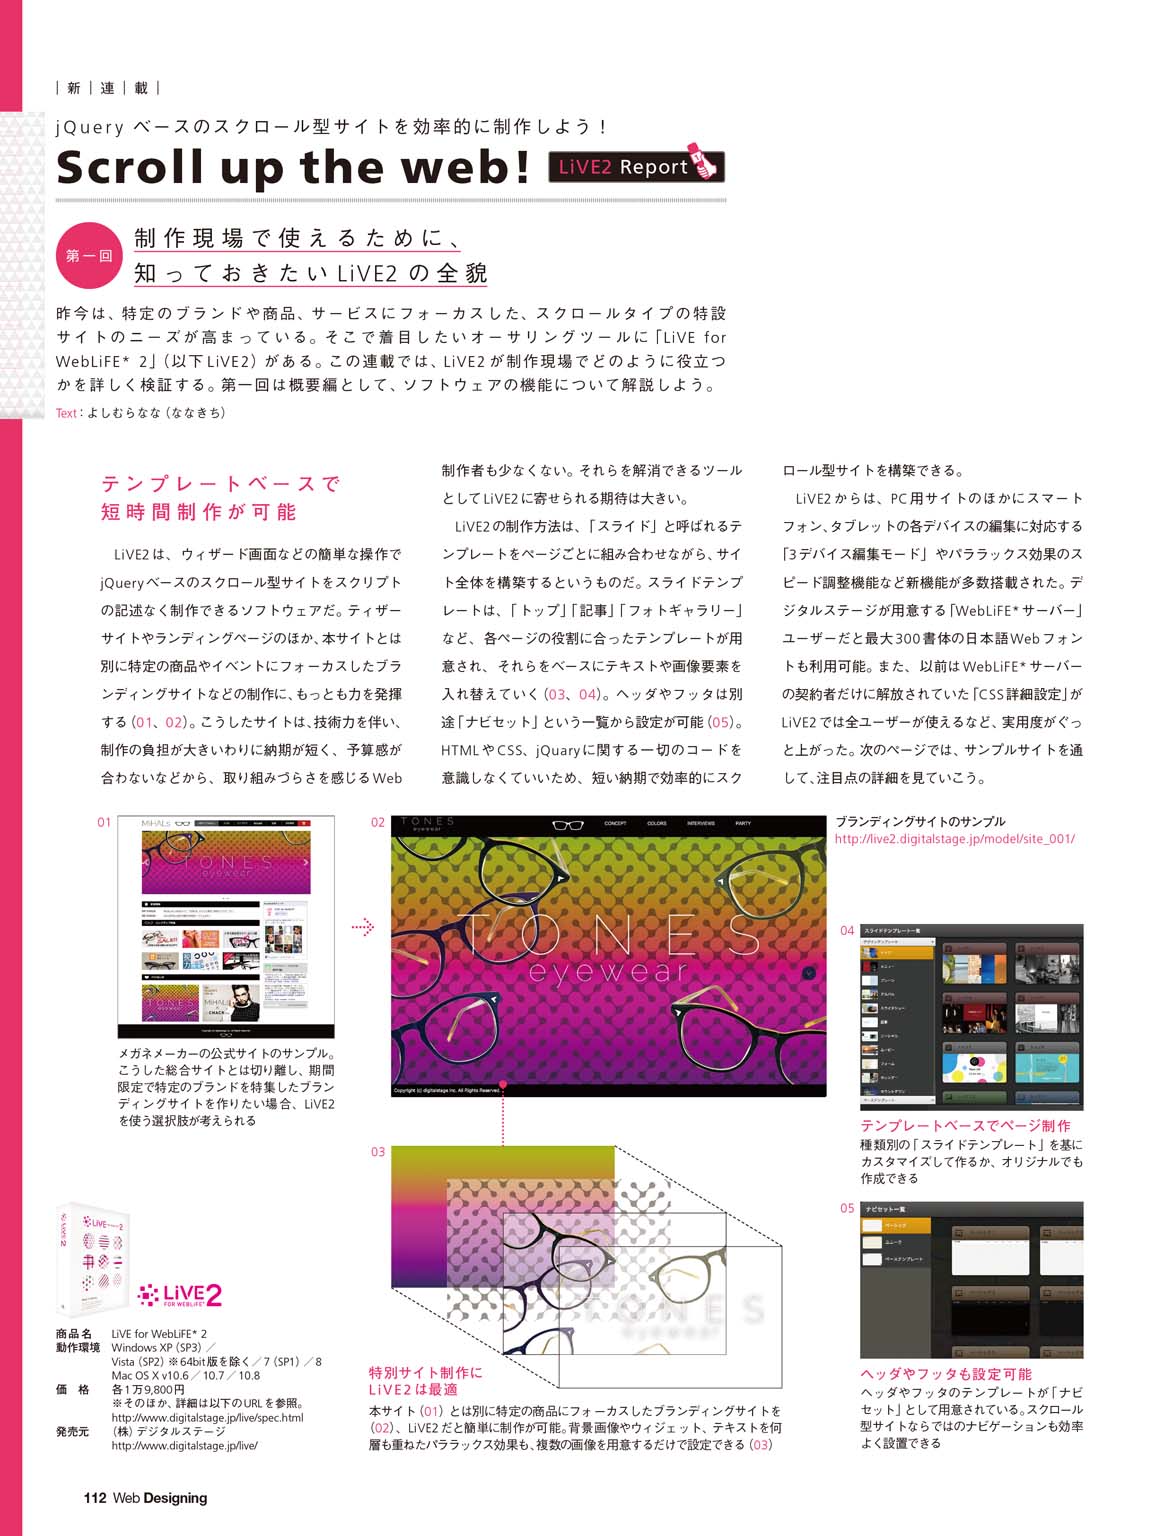 |新|連|載|
jQuery ベースのスクロール型サイトを効率的に制作しよう！
Scroll up the web!
LiVE2 Report
第一回
制作現場で使えるために、
知っておきたいLiVE2の全貌
昨今は、特定のブランドや商品、サービスにフォーカスした、スクロールタイプの特設
サイトのニーズが高まっている。そこで着目したいオーサリングツールに「LiVE for
WebLiFE* 2」（以下LiVE2）がある。この連載では、LiVE2が制作現場でどのように役立つ
かを詳しく検証する。第一回は概要編として、ソフトウェアの機能について解説しよう。
Text：よしむらなな（ななきち）
テンプレートベースで
短時間制作が可能
LiVE2は、ウィザード画面などの簡単な操作で
jQueryベースのスクロール型サイトをスクリプト
の記述なく制作できるソフトウェアだ。ティザー
サイトやランディングページのほか、本サイトとは
別に特定の商品やイベントにフォーカスしたブラ
ンディングサイトなどの制作に、もっとも力を発揮
する（01、02）。こうしたサイトは、技術力を伴い、
制作の負担が大きいわりに納期が短く、予算感が
合わないなどから、取り組みづらさを感じるWeb
制作者も少なくない。それらを解消できるツール
としてLiVE2に寄せられる期待は大きい。
LiVE2の制作方法は、「スライド」と呼ばれるテ
ンプレートをページごとに組み合わせながら、サイ
ト全体を構築するというものだ。スライドテンプ
レートは、「トップ」「記事」「フォトギャラリー」
など、各ページの役割に合ったテンプレートが用
意され、それらをベースにテキストや画像要素を
入れ替えていく（03、04）。ヘッダやフッタは別
途「ナビセット」という一覧から設定が可能（05）。
HTMLやCSS、jQuaryに関する一切のコードを
意識しなくていいため、短い納期で効率的にスク
ロール型サイトを構築できる。
LiVE2からは、PC用サイトのほかにスマート
フォン、タブレットの各デバイスの編集に対応する
「3デバイス編集モード」やパララックス効果のス
ピード調整機能など新機能が多数搭載された。デ
ジタルステージが用意する「WebLiFE*サーバー」
ユーザーだと最大300書体の日本語Webフォン
トも利用可能。また、以前はWebLiFE*サーバー
の契約者だけに解放されていた「CSS詳細設定」が
LiVE2では全ユーザーが使えるなど、実用度がぐっ
と上がった。次のページでは、サンプルサイトを通
して、注目点の詳細を見ていこう。
01
MiHALs
TONES
eyewear
メガネメーカーの公式サイトのサンプル。
こうした総合サイトとは切り離し、期間
限定で特定のブランドを特集したブラン
ディングサイトを作りたい場合、LiVE2
を使う選択肢が考えられる
02
TONES
eyewear
CONCEPT COLORS INTERVIEWS PARTY
TONES
eyewear
Copyright (c) digitalstage inc. All Rights Reserved.
ブランディングサイトのサンプル
http://live2.digitalstage.jp/model/site_001/
03
TONES
eyewear
特別サイト制作に
LiVE2は最適
本サイト（01）とは別に特定の商品にフォーカスしたブランディングサイトを
（02）、LiVE2だと簡単に制作が可能。背景画像やウィジェット、テキストを何
層も重ねたパララックス効果も、複数の画像を用意するだけで設定できる（03）
04
スライドテンプレート一覧
テンプレートベースでページ制作
種類別の「スライドテンプレート」を基に
カスタマイズして作るか、オリジナルでも
作成できる
05
ナビセット一覧
ベーシック
ユニーク
ベーステンプレート
ヘッダやフッタも設定可能
ヘッダやフッタのテンプレートが「ナビ
セット」として用意されている。スクロール
型サイトならではのナビゲーションも効率
よく設置できる
LiVE 2
LiVE2
FOR WEBLiFE*
商品名 LiVE for WebLiFE* 2
動作環境 Windows XP（SP3）／
Vista（SP2）※64bit版を除く／7（SP1）／8
Mac OS X v10.6／10.7／10.8
価 格 各1万9,800円
※そのほか、詳細は以下のURLを参照。
http://www.digitalstage.jp/live/spec.html
発売元 （株）デジタルステージ
http://www.digitalstage.jp/live/
112 Web Designing